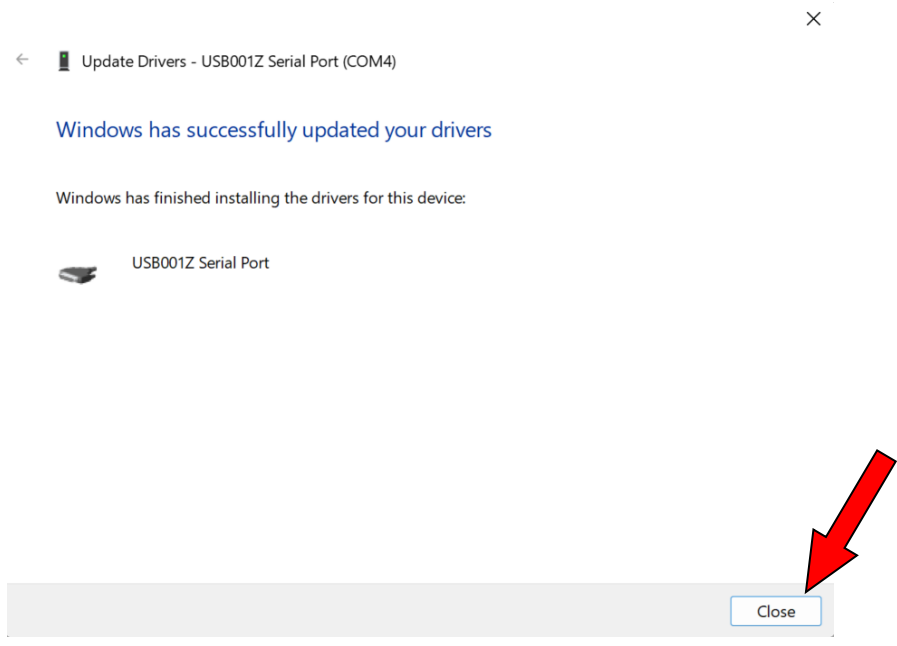 Update Drivers - USB001Z Serial Port (COM4)
Windows has successfully updated your drivers
Windows has finished installing the drivers for this device:
USB001Z Serial Port
Close